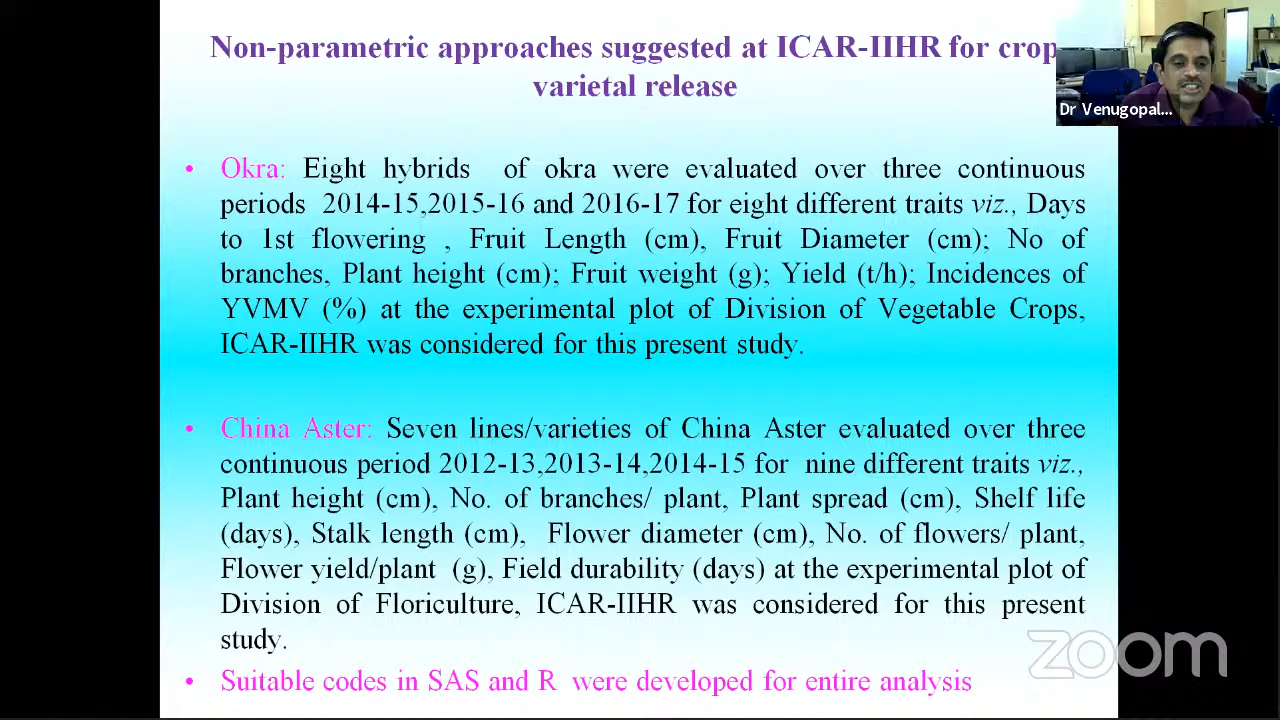 Non-parametric approaches suggested at ICAR-IIHR for crop
varietal release
Dr Venugopal...
• Okra: Eight hybrids of okra were evaluated over three continuous
periods 2014-15,2015-16 and 2016-17 for eight different traits viz., Days
to 1st flowering , Fruit Length (cm), Fruit Diameter (cm); No of
branches, Plant height (cm); Fruit weight (g); Yield (t/h); Incidences of
YVMV (%) at the experimental plot of Division of Vegetable Crops,
ICAR-IIHR was considered for this present study.
• China Aster: Seven lines/varieties of China Aster evaluated over three
continuous period 2012-13,2013-14,2014-15 for nine different traits viz.,
Plant height (cm), No. of branches/ plant, Plant spread (cm), Shelf life
(days), Stalk length (cm), Flower diameter (cm), No. of flowers/ plant,
Flower yield/plant (g), Field durability (days) at the experimental plot of
Division of Floriculture, ICAR-IIHR was considered for this present
study.
• Suitable codes in SAS and R were developed for entire analysis
zoom